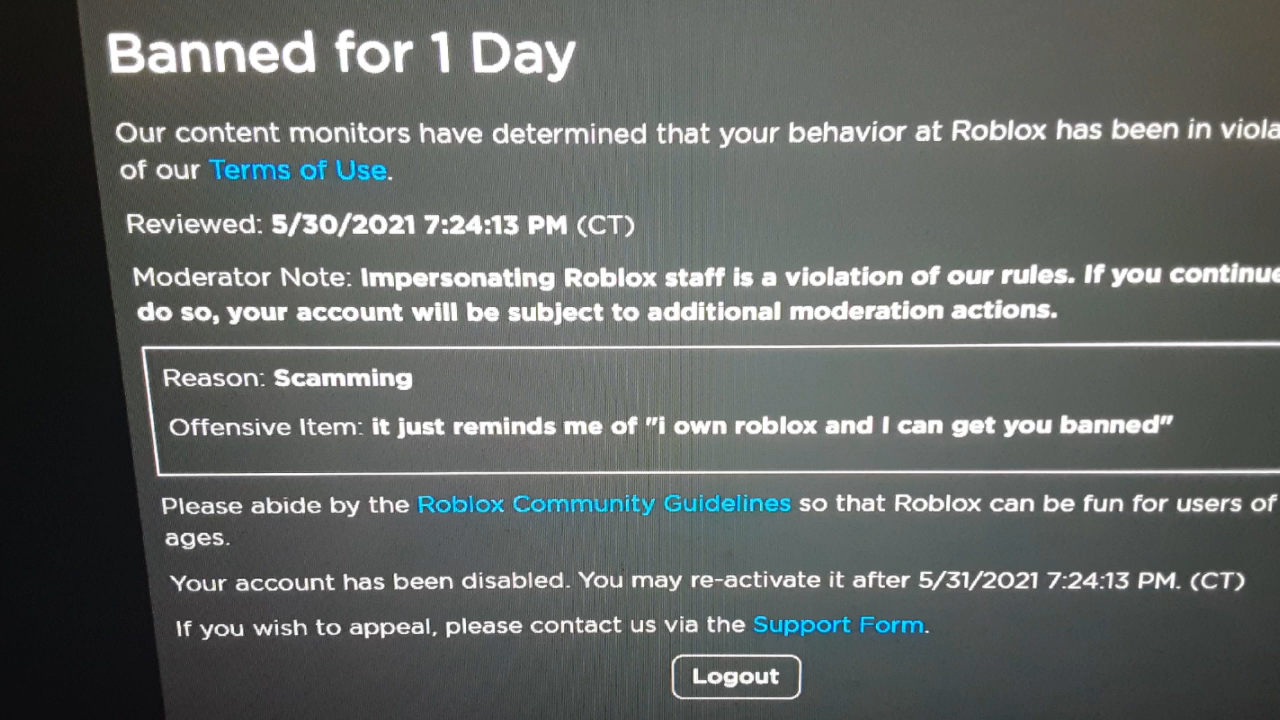 Banned for 1 Day
Our content monitors have determined that your behavior at Roblox has been in viola
of our Terms of Use.
Reviewed: 5/30/2021 7:24:13 PM (CT)
Moderator Note: Impersonating Roblox staff is a violation of our rules. If you continue
do so, your account will be subject to additional moderation actions.
Reason: Scamming
Offensive Item: it just reminds me of "i own roblox and I can get you banned"
Please abide by the Roblox Community Guidelines so that Roblox can be fun for users of
ages.
Your account has been disabled. You may re-activate it after 5/31/2021 7:24:13 PM. (CT)
If you wish to appeal, please contact us via the Support Form.
Logout